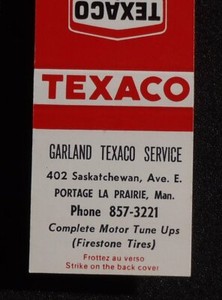 TEXACO
TEXACO
GARLAND TEXACO SERVICE
402 Saskatchewan, Ave. E.
PORTAGE LA PRAIRIE, Man.
Phone 857-3221
Complete Motor Tune Ups
(Firestone Tires)
Frottez au verso
Strike on the back cover